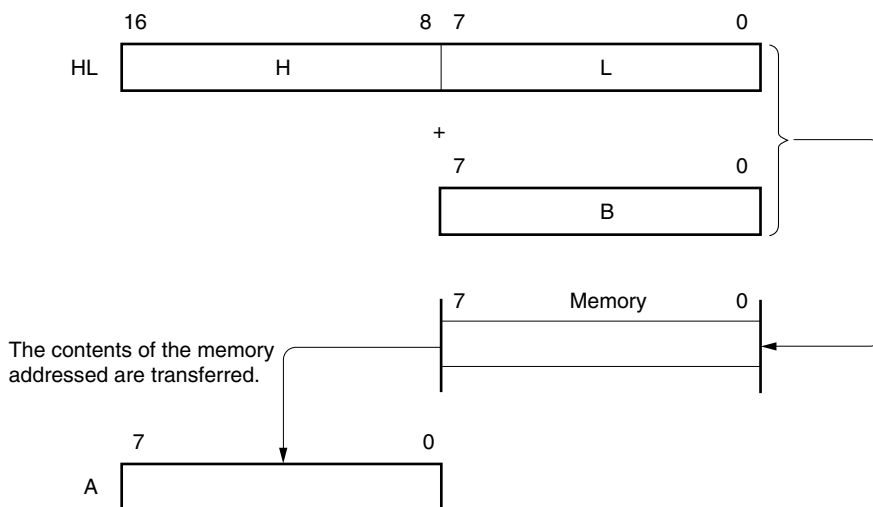 16 8 7 0
HL H L
+
7 0
B
7 Memory 0
The contents of the memory
addressed are transferred.
7 0
A